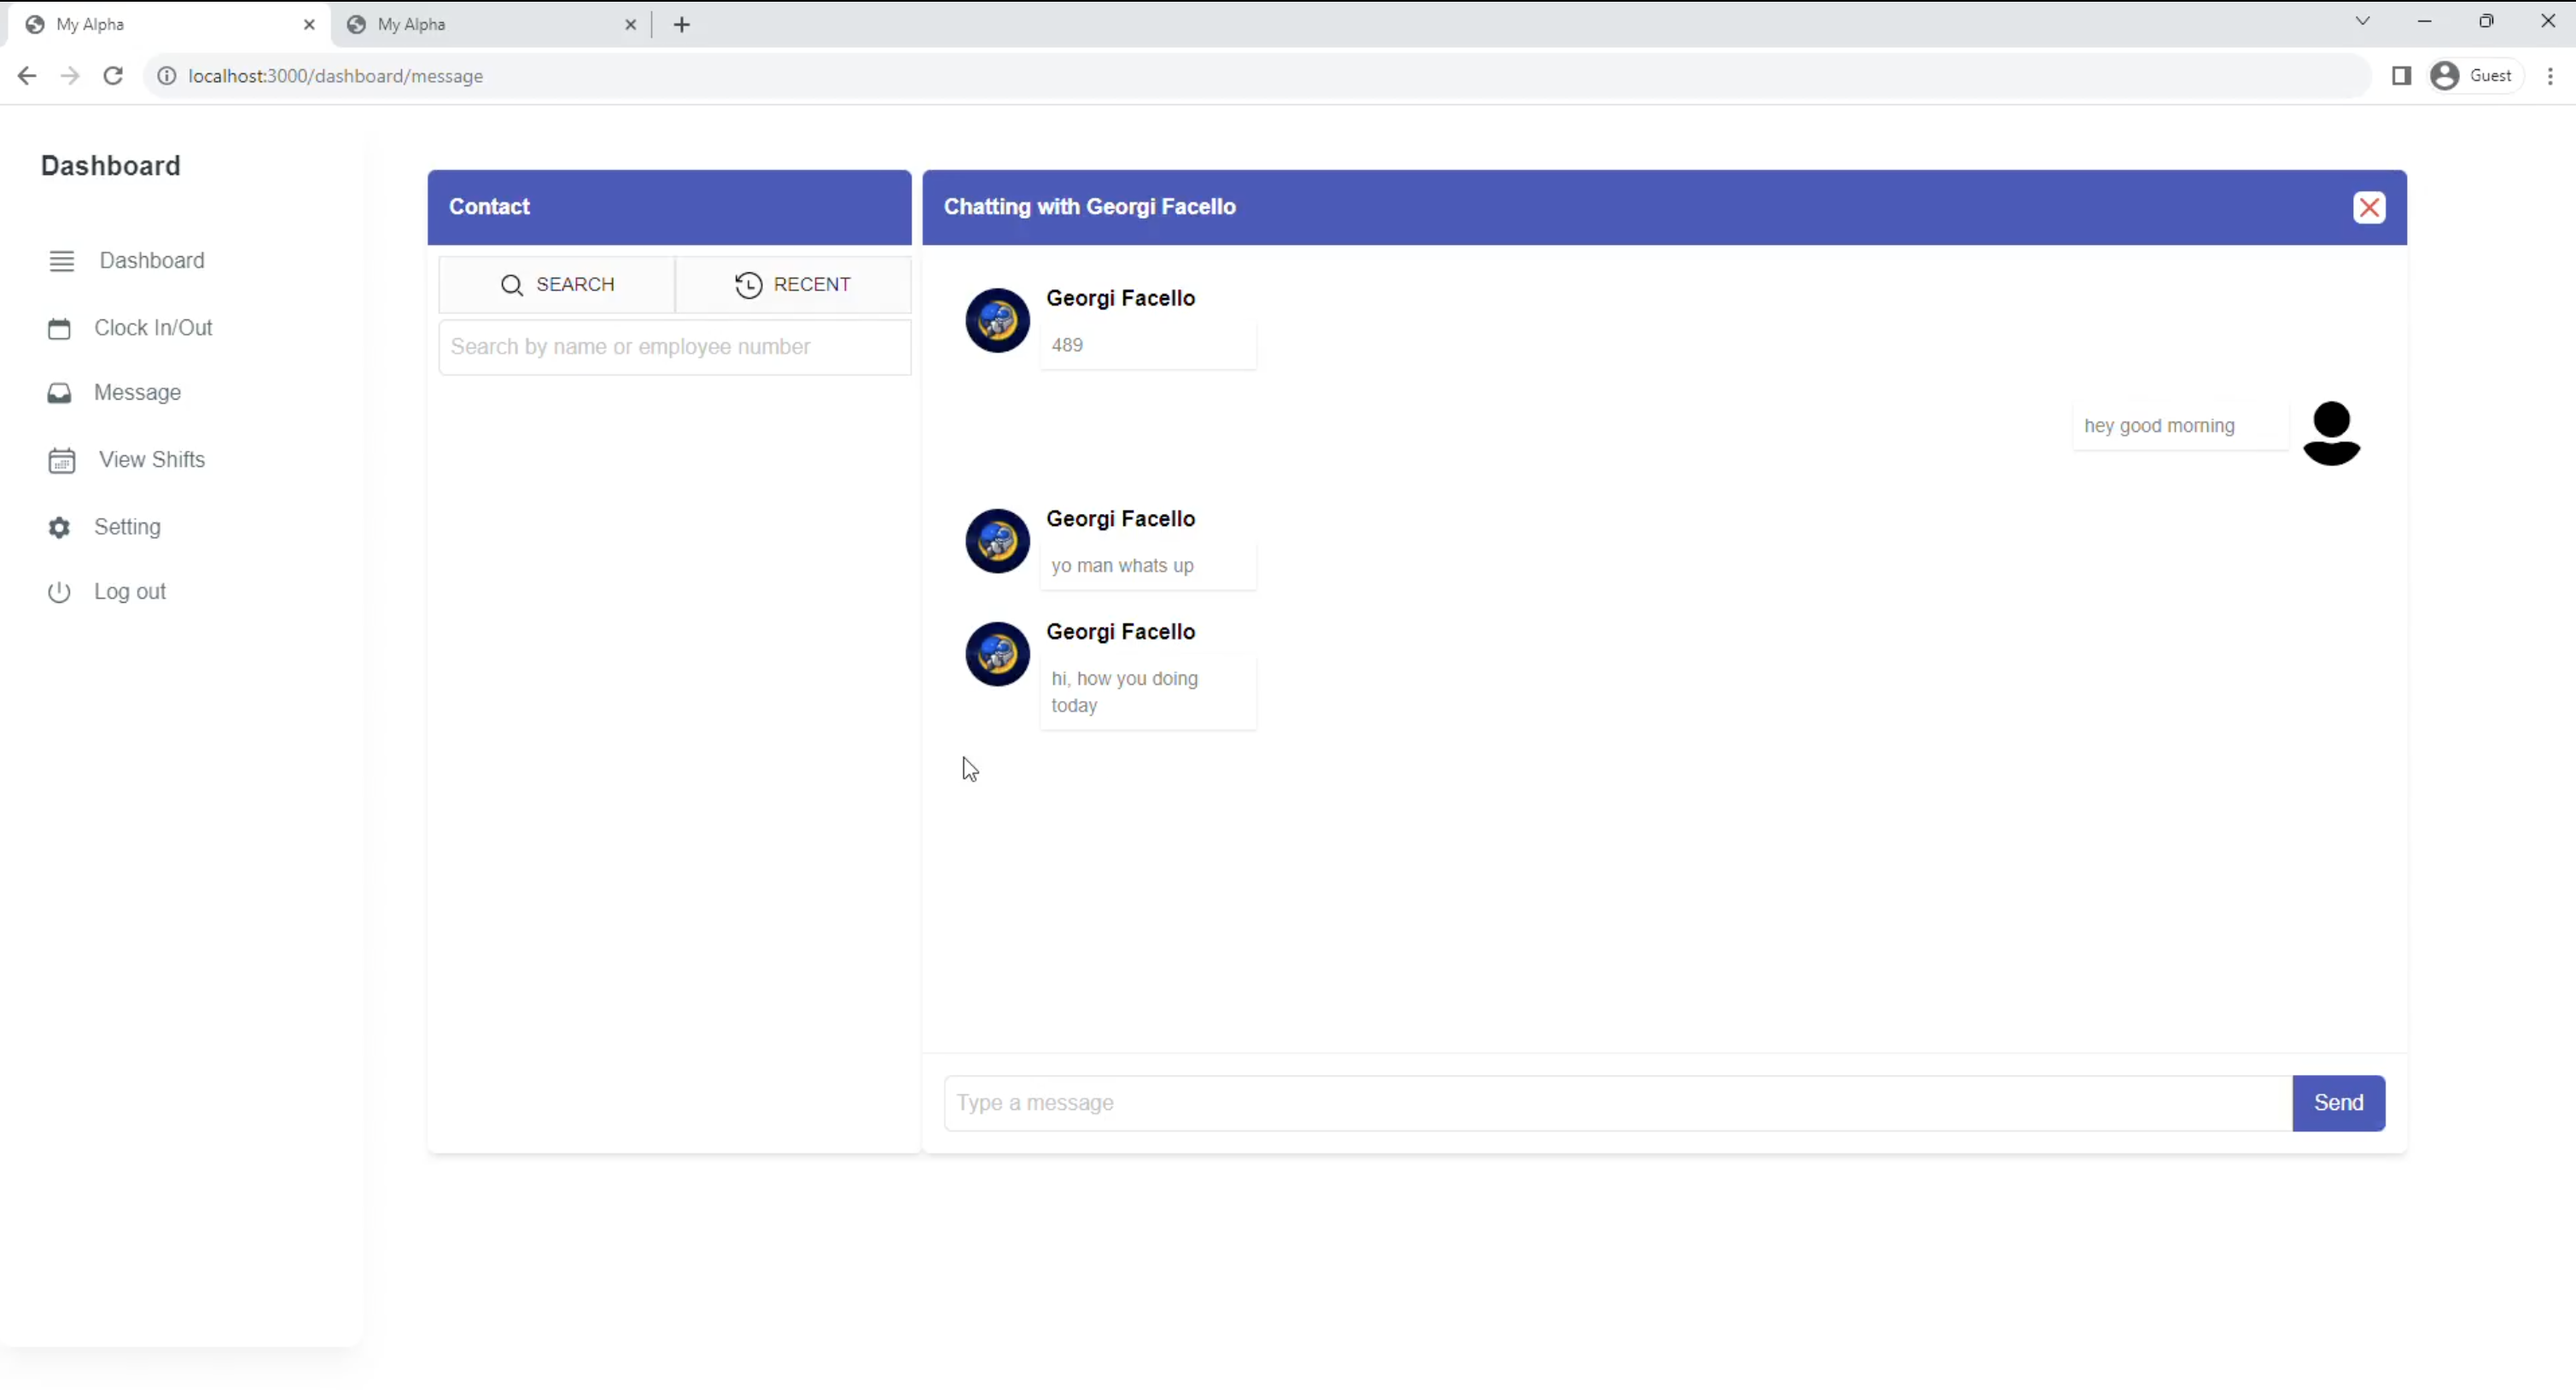 My Alpha
My Alpha
localhost:3000/dashboard/message
Guest
Dashboard
Dashboard
Clock In/Out
Message
View Shifts
Setting
Log out
Contact
SEARCH
RECENT
Search by name or employee number
Chatting with Georgi Facello
Georgi Facello
489
hey good morning
Georgi Facello
yo man whats up
Georgi Facello
hi, how you doing
today
Type a message
Send